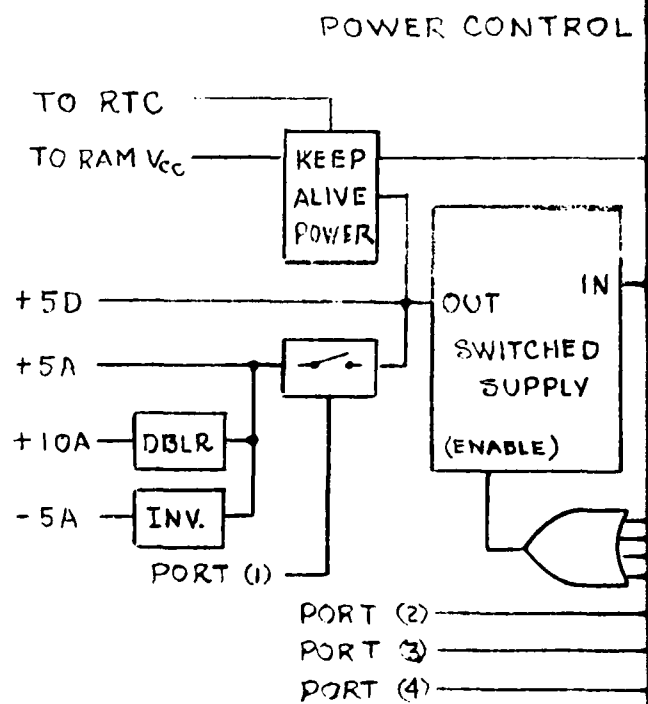 POWER CONTROL
TO RTC
TO RAM Vcc
KEEP
ALIVE
POWER
+5D
OUT
IN
+5A
SWITCHED
SUPPLY
+10A
DBLR
(ENABLE)
-5A
INV.
PORT (1)
PORT (2)
PORT (3)
PORT (4)